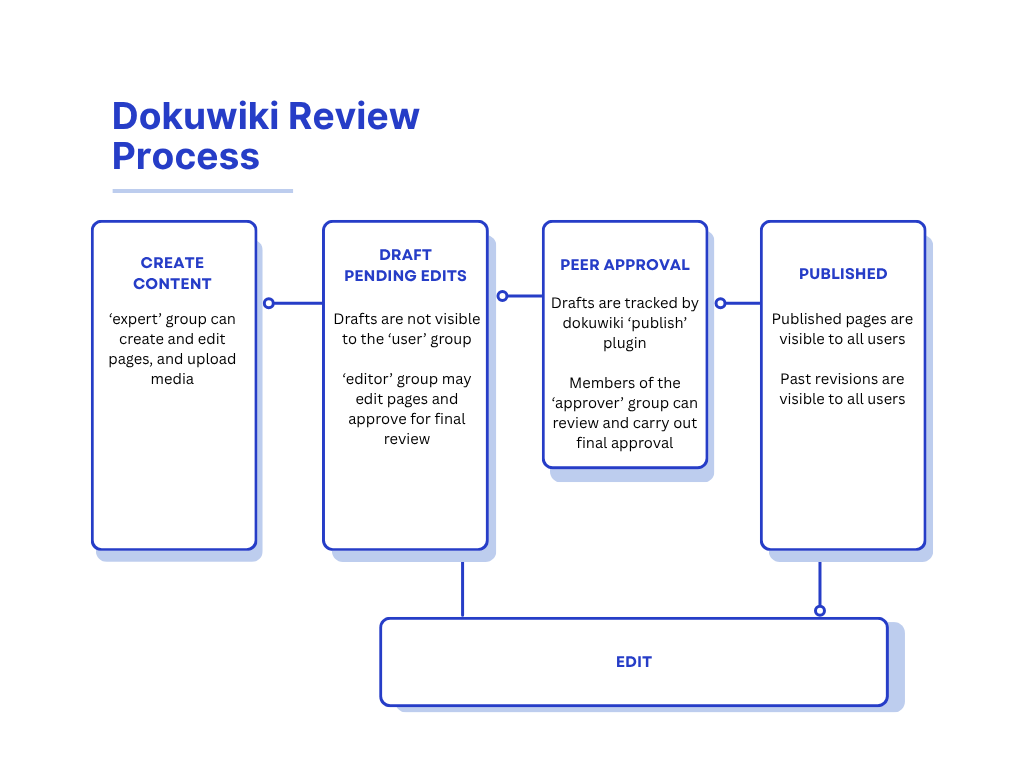 Dokuwiki Review
Process
CREATE
CONTENT
‘expert’ group can
create and edit
pages, and upload
media
DRAFT
PENDING EDITS
Drafts are not visible
to the ‘user’ group
‘editor’ group may
edit pages and
approve for final
review
PEER APPROVAL
Drafts are tracked by
dokuwiki ‘publish’
plugin
Members of the
‘approver’ group can
review and carry out
final approval
PUBLISHED
Published pages are
visible to all users
Past revisions are
visible to all users
EDIT